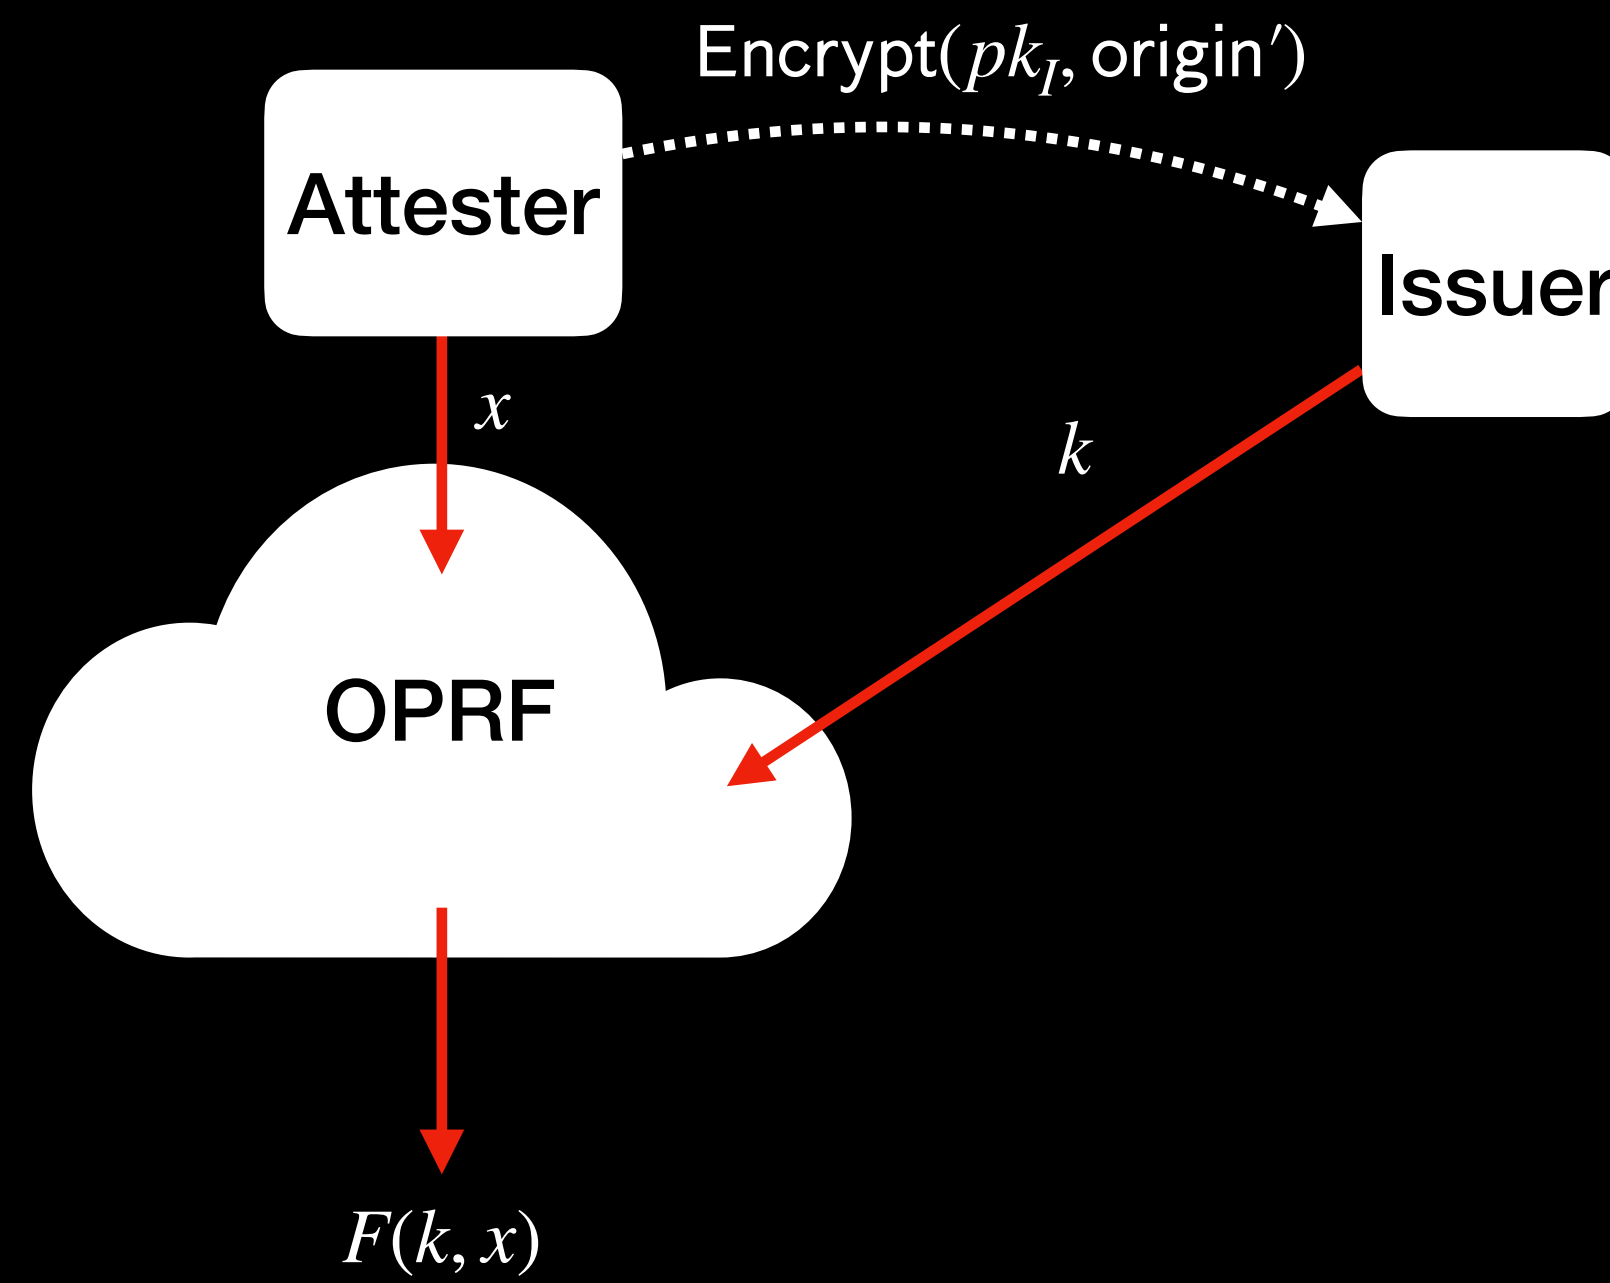 Encrypt(pk_I, origin′)
Attester
Issuer
x
k
OPRF
F(k, x)